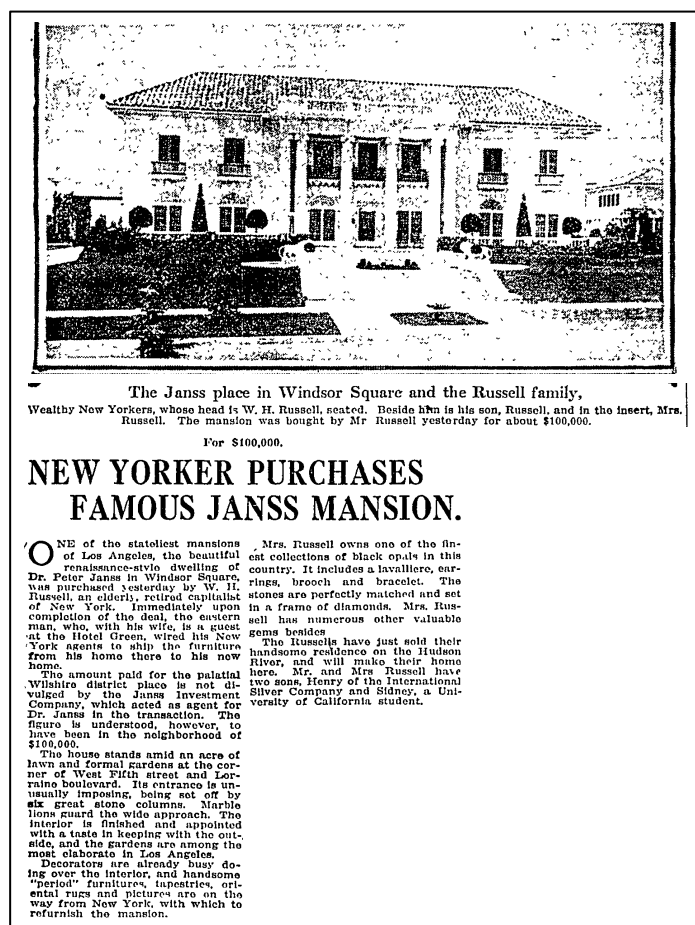 The Janss place in Windsor Square and the Russell family,
Wealthy New Yorkers, whose head is W. H. Russell, seated. Beside him is his son, Russell, and in the insert, Mrs.
Russell. The mansion was bought by Mr Russell yesterday for about $100,000.
For $100,000.
NEW YORKER PURCHASES
FAMOUS JANSS MANSION.
ONE of the stateliest mansions
of Los Angeles, the beautiful
renaissance-style dwelling of
Dr. Peter Janss in Windsor Square,
was purchased yesterday by W. H.
Russell, an elderly, retired capitalist
of New York. Immediately upon
completion of the deal, the eastern
man, who, with his wife, is a guest
at the Hotel Green, wired his New
York agents to ship the furniture
from his home there to his new
home.
The amount paid for the palatial
Wilshire district place is not di-
vulged by the Janss Investment
Company, which acted as agent for
Dr. Janss in the transaction. The
figure is understood, however, to
have been in the neighborhood of
$100,000.
The house stands amid an acre of
lawn and formal gardens at the cor-
ner of West Fifth street and Lor-
raine boulevard. Its entrance is un-
usually imposing, being set off by
six great stone columns. Marble
lions guard the wide approach. The
interior is finished and appointed
with a taste in keeping with the out-
side, and the gardens are among the
most elaborate in Los Angeles.
Decorators are already busy do-
ing over the interior, and handsome
"period" furnitures, tapestries, ori-
ental rugs and pictures are on the
way from New York, with which to
refurnish the mansion.
Mrs. Russell owns one of the fin-
est collections of black opals in this
country. It includes a lavalliere, ear-
rings, brooch and bracelet. The
stones are perfectly matched and set
in a frame of diamonds. Mrs. Rus-
sell has numerous other valuable
gems besides
The Russells have just sold their
handsome residence on the Hudson
River, and will make their home
here. Mr. and Mrs Russell have
two sons, Henry of the International
Silver Company and Sidney, a Uni-
versity of California student.